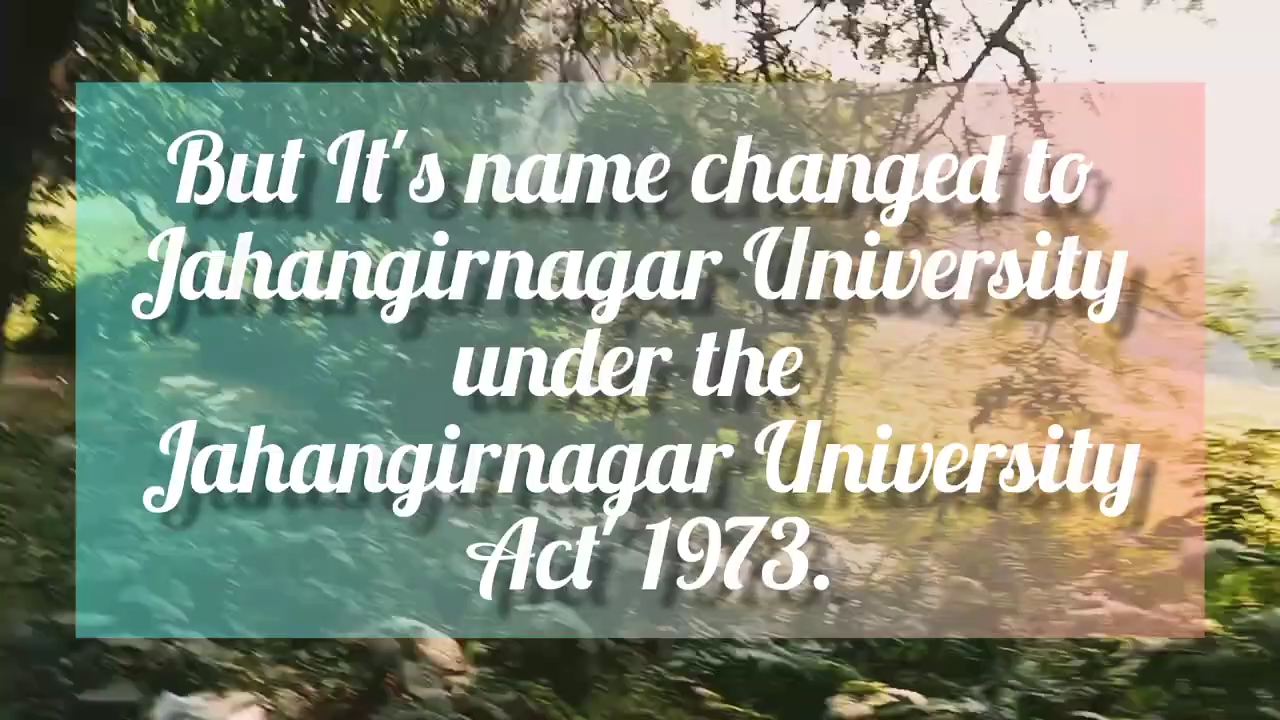 But It's name changed to
Jahangirnagar University
under the
Jahangirnagar University
Act' 1973.